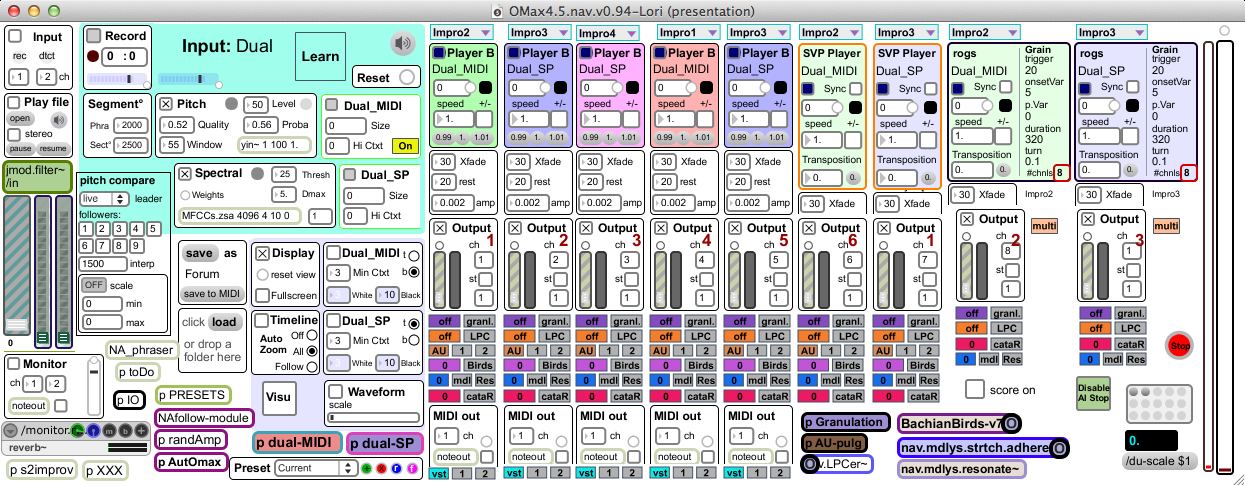 OMax4.5.nav.v0.94-Lori (presentation)
Input
rec dtct
1 2 ch
Record
0 : 0
Input: Dual
Learn
Reset
Play file
open
stereo
pause resume
Segment°
Phra 2000
Sect° 2500
Pitch 50 Level
0.52 Quality 0.56 Proba
55 Window yin~ 1 100 1.
Dual_MIDI
0 Size
0 Hi Ctxt On
jmod.filter~
/in
0
pitch compare
live leader
followers:
1 2 3 4 5
6 7 8 9
1500 interp
OFF scale
0 min
0 max
Spectral 25 Thresh
Weights 5. Dmax
MFCCs.zsa 4096 4 10 0 1
Dual_SP
0 Size
0 Hi Ctxt
save as
Forum
save to MIDI
click load
or drop a
folder here
Display
reset view
Fullscreen
Timeline
Auto Zoom
Off
All
Follow
Dual_MIDI t
3 Min Ctxt b
0 White 10 Black
Dual_SP t
3 Min Ctxt b
0 White 10 Black
Visu
Waveform
scale
Monitor
ch 1 2
noteout
/monitor
m b +
reverb~
NA_phraser
p toDo
p IO
p PRESETS
NAfollow-module
p randAmp
p AutOmax
p s2improv
p XXX
p dual-MIDI
p dual-SP
Preset Current
+ x r f
Impro2 Impro3 Impro4 Impro1 Impro3 Impro2 Impro3 Impro2 Impro3
Player B
Dual_MIDI
0
speed +/-
1.
0.99 1. 1.01
30 Xfade
20 rest
0.002 amp
Output
1
ch
1
st
1
Player B
Dual_SP
0
speed +/-
1.
0.99 1. 1.01
30 Xfade
20 rest
0.002 amp
Output
2
ch
2
st
1
Player B
Dual_SP
0
speed +/-
1.
0.99 1. 1.01
30 Xfade
20 rest
0.002 amp
Output
3
ch
3
st
1
Player B
Dual_MIDI
0
speed +/-
1.
0.99 1. 1.01
30 Xfade
20 rest
0.002 amp
Output
4
ch
4
st
1
Player B
Dual_SP
0
speed +/-
1.
0.99 1. 1.01
30 Xfade
20 rest
0.002 amp
Output
5
ch
5
st
1
SVP Player
Dual_MIDI
Sync
0
speed +/-
1.
Transposition
0 0.
30 Xfade
Output
6
ch
6
st
1
SVP Player
Dual_SP
Sync
0
speed +/-
1.
Transposition
0 0.
30 Xfade
Output
1
ch
7
st
1
rogs
Dual_MIDI
Sync
0
speed +/-
1.
Transposition
0. 0.
Grain
trigger
20
onsetVar
5
p.Var
0
duration
320
turn
0.1
#chnls 8
30 Xfade Impro2
Output
2
ch
8
st
1
multi
rogs
Dual_SP
Sync
0
speed +/-
1.
Transposition
0. 0.
Grain
trigger
20
onsetVar
5
p.Var
0
duration
320
turn
0.1
#chnls 8
30 Xfade Impro3
Output
3
ch
1
st
1
multi
off granl. off granl. off granl. off granl. off granl. off granl. off granl. off granl. off granl.
off LPC off LPC off LPC off LPC off LPC off LPC off LPC off LPC off LPC
AU 1 2 AU 1 2 AU 1 2 AU 1 2 AU 1 2 AU 1 2 AU 1 2 0 cataR 0 cataR
0 Birds 0 Birds 0 Birds 0 Birds 0 Birds 0 Birds 0 Birds 0 mdl Res 0 mdl Res
0 mdl Res 0 mdl Res 0 mdl Res 0 mdl Res 0 mdl Res 0 mdl Res 0 mdl Res
0 cataR 0 cataR 0 cataR 0 cataR 0 cataR 0 cataR 0 cataR
MIDI out MIDI out MIDI out MIDI out MIDI out
1 ch 1 ch 1 ch 1 ch 1 ch
noteout noteout noteout noteout noteout
vst 1 2 vst 1 2 vst 1 2 vst 1 2 vst 1 2
p Granulation
p AU-pulg
v.LPCer~
BachianBirds-v7
nav.mdlys.strtch.adhere
nav.mdlys.resonate~
score on
Stop
Disable
AI Stop
0.
/du-scale $1